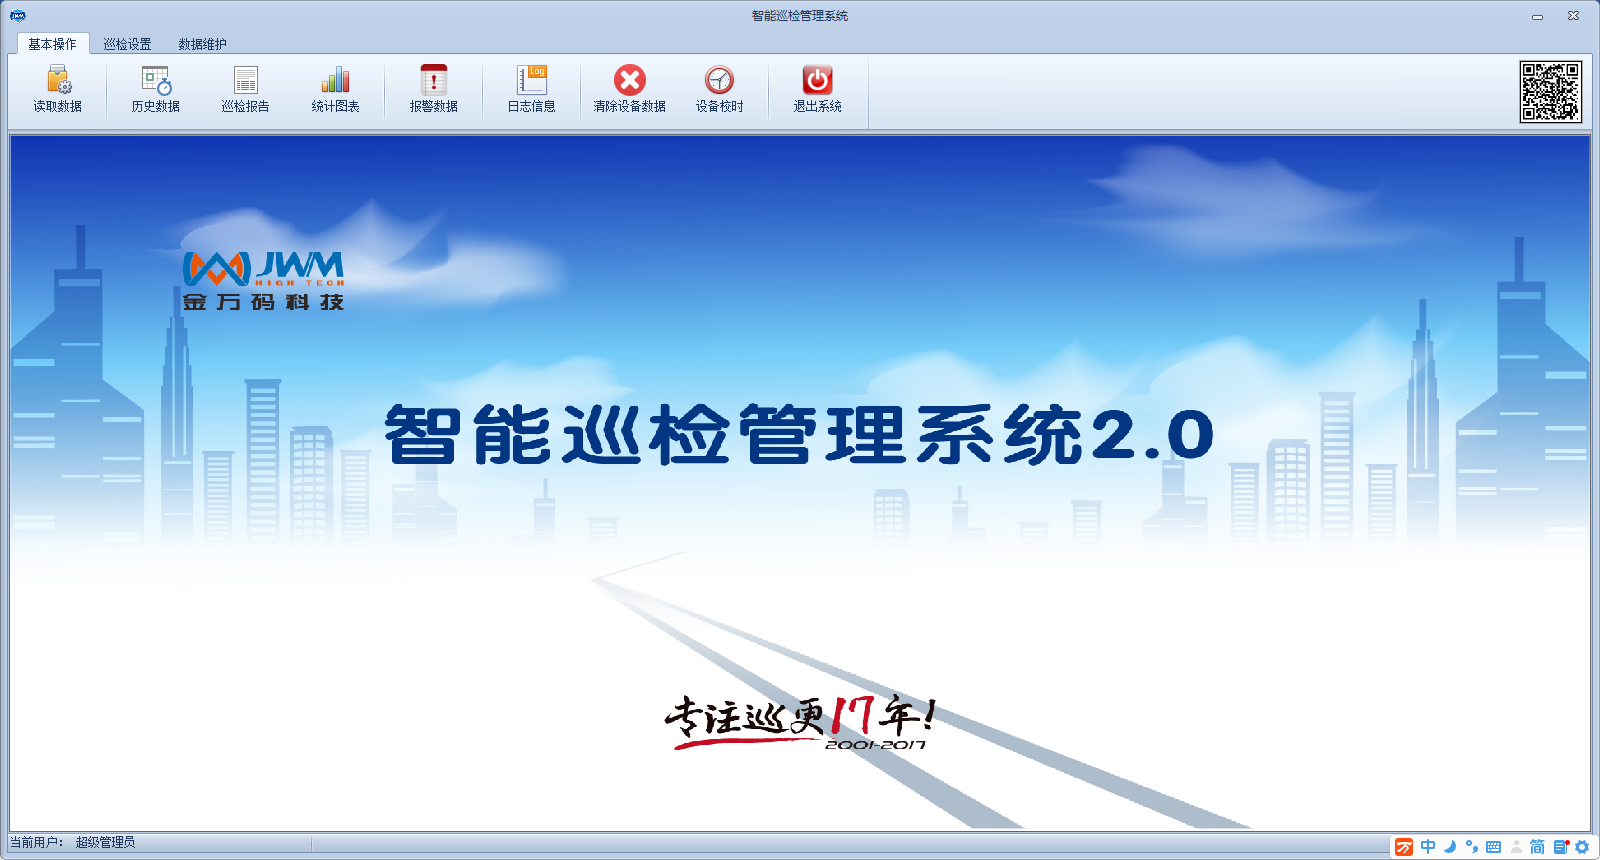 智能巡检管理系统
基本操作 巡检设置 数据维护
Log
读取数据 历史数据 巡检报告 统计图表 报警数据 日志信息 清除设备数据 设备校时 退出系统
JWM
HIGH TECH
金万码科技
智能巡检管理系统2.0
专注巡更17年!
2001-2017
当前用户: 超级管理员
中 简